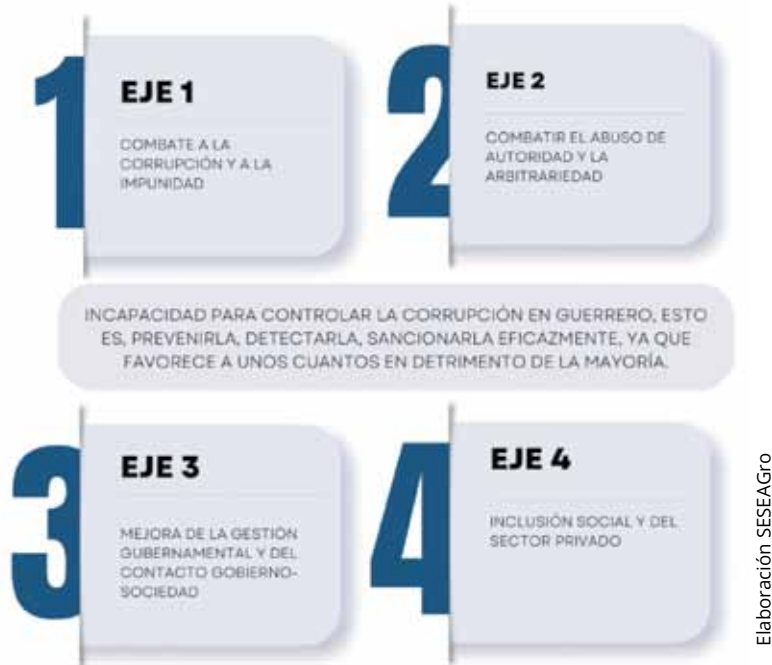 1
EJE 1
COMBATE A LA
CORRUPCIÓN Y A LA
IMPUNIDAD
2
EJE 2
COMBATIR EL ABUSO DE
AUTORIDAD Y LA
ARBITRARIEDAD
INCAPACIDAD PARA CONTROLAR LA CORRUPCIÓN EN GUERRERO, ESTO
ES, PREVENIRLA, DETECTARLA, SANCIONARLA EFICAZMENTE, YA QUE
FAVORECE A UNOS CUANTOS EN DETRIMENTO DE LA MAYORÍA.
3
EJE 3
MEJORA DE LA GESTIÓN
GUBERNAMENTAL Y DEL
CONTACTO GOBIERNO-
SOCIEDAD
4
EJE 4
INCLUSIÓN SOCIAL Y DEL
SECTOR PRIVADO
Elaboración SESEAGro